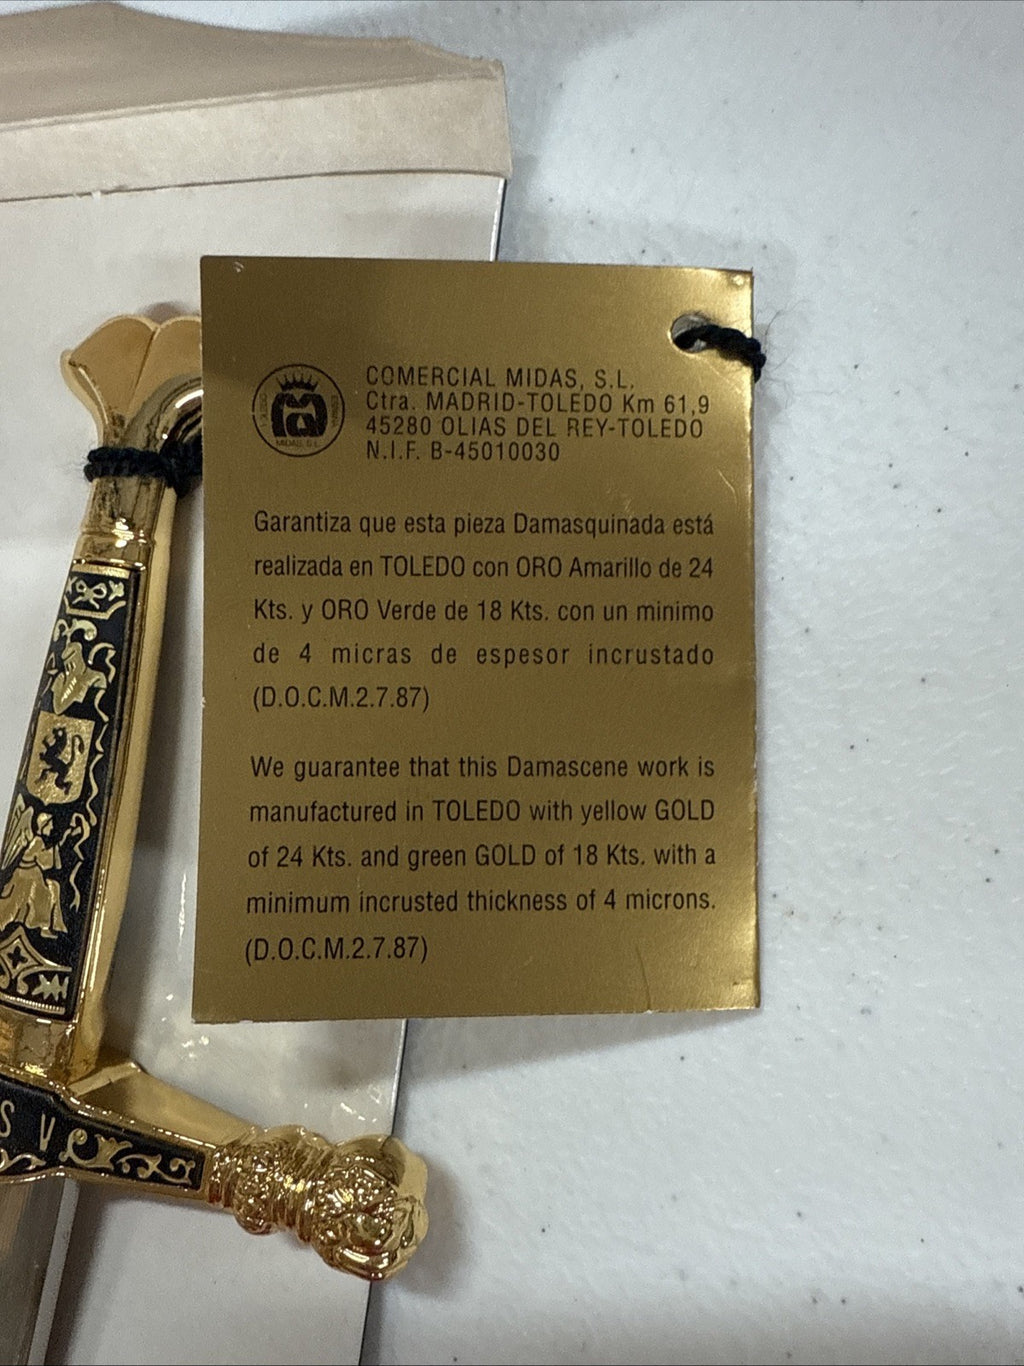 COMERCIAL MIDAS, S.L.
Ctra. MADRID-TOLEDO Km 61,9
45280 OLIAS DEL REY-TOLEDO
N.I.F. B-45010030
MIDAS, S.L.
Garantiza que esta pieza Damasquinada está
realizada en TOLEDO con ORO Amarillo de 24
Kts. y ORO Verde de 18 Kts. con un minimo
de 4 micras de espesor incrustado
(D.O.C.M.2.7.87)
We guarantee that this Damascene work is
manufactured in TOLEDO with yellow GOLD
of 24 Kts. and green GOLD of 18 Kts. with a
minimum incrusted thickness of 4 microns.
(D.O.C.M.2.7.87)
S V